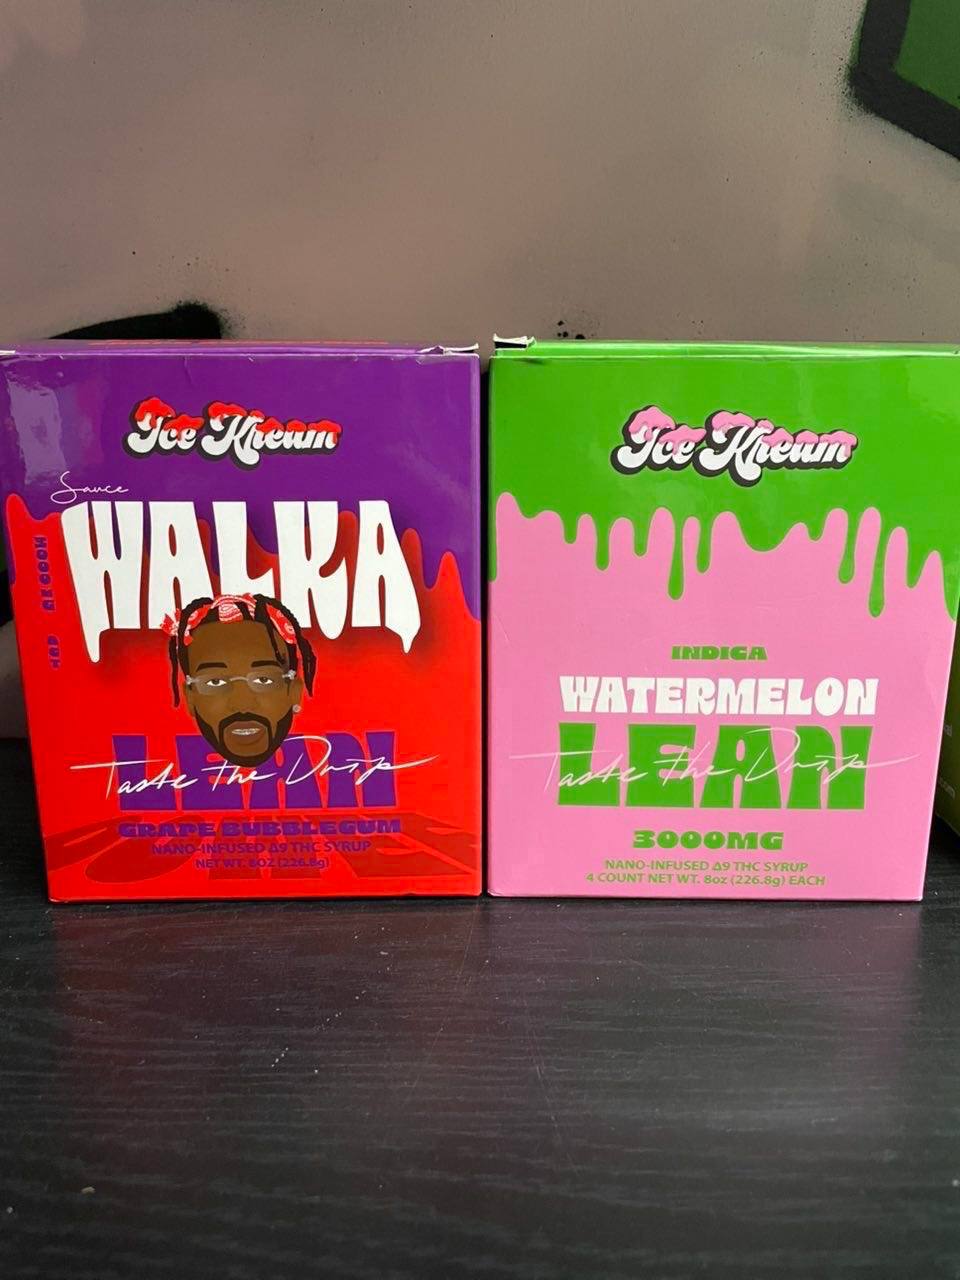 Ice Kream
Sauce
WALKA
LEAN
Taste the Drip
GRAPE BUBBLEGUM
NANO-INFUSED Δ9 THC SYRUP
NET WT. 8OZ (226.8g)
Ice Kream
INDICA
WATERMELON
LEAN
Taste the Drip
3000MG
NANO-INFUSED Δ9 THC SYRUP
4 COUNT NET WT. 8oz (226.8g) EACH